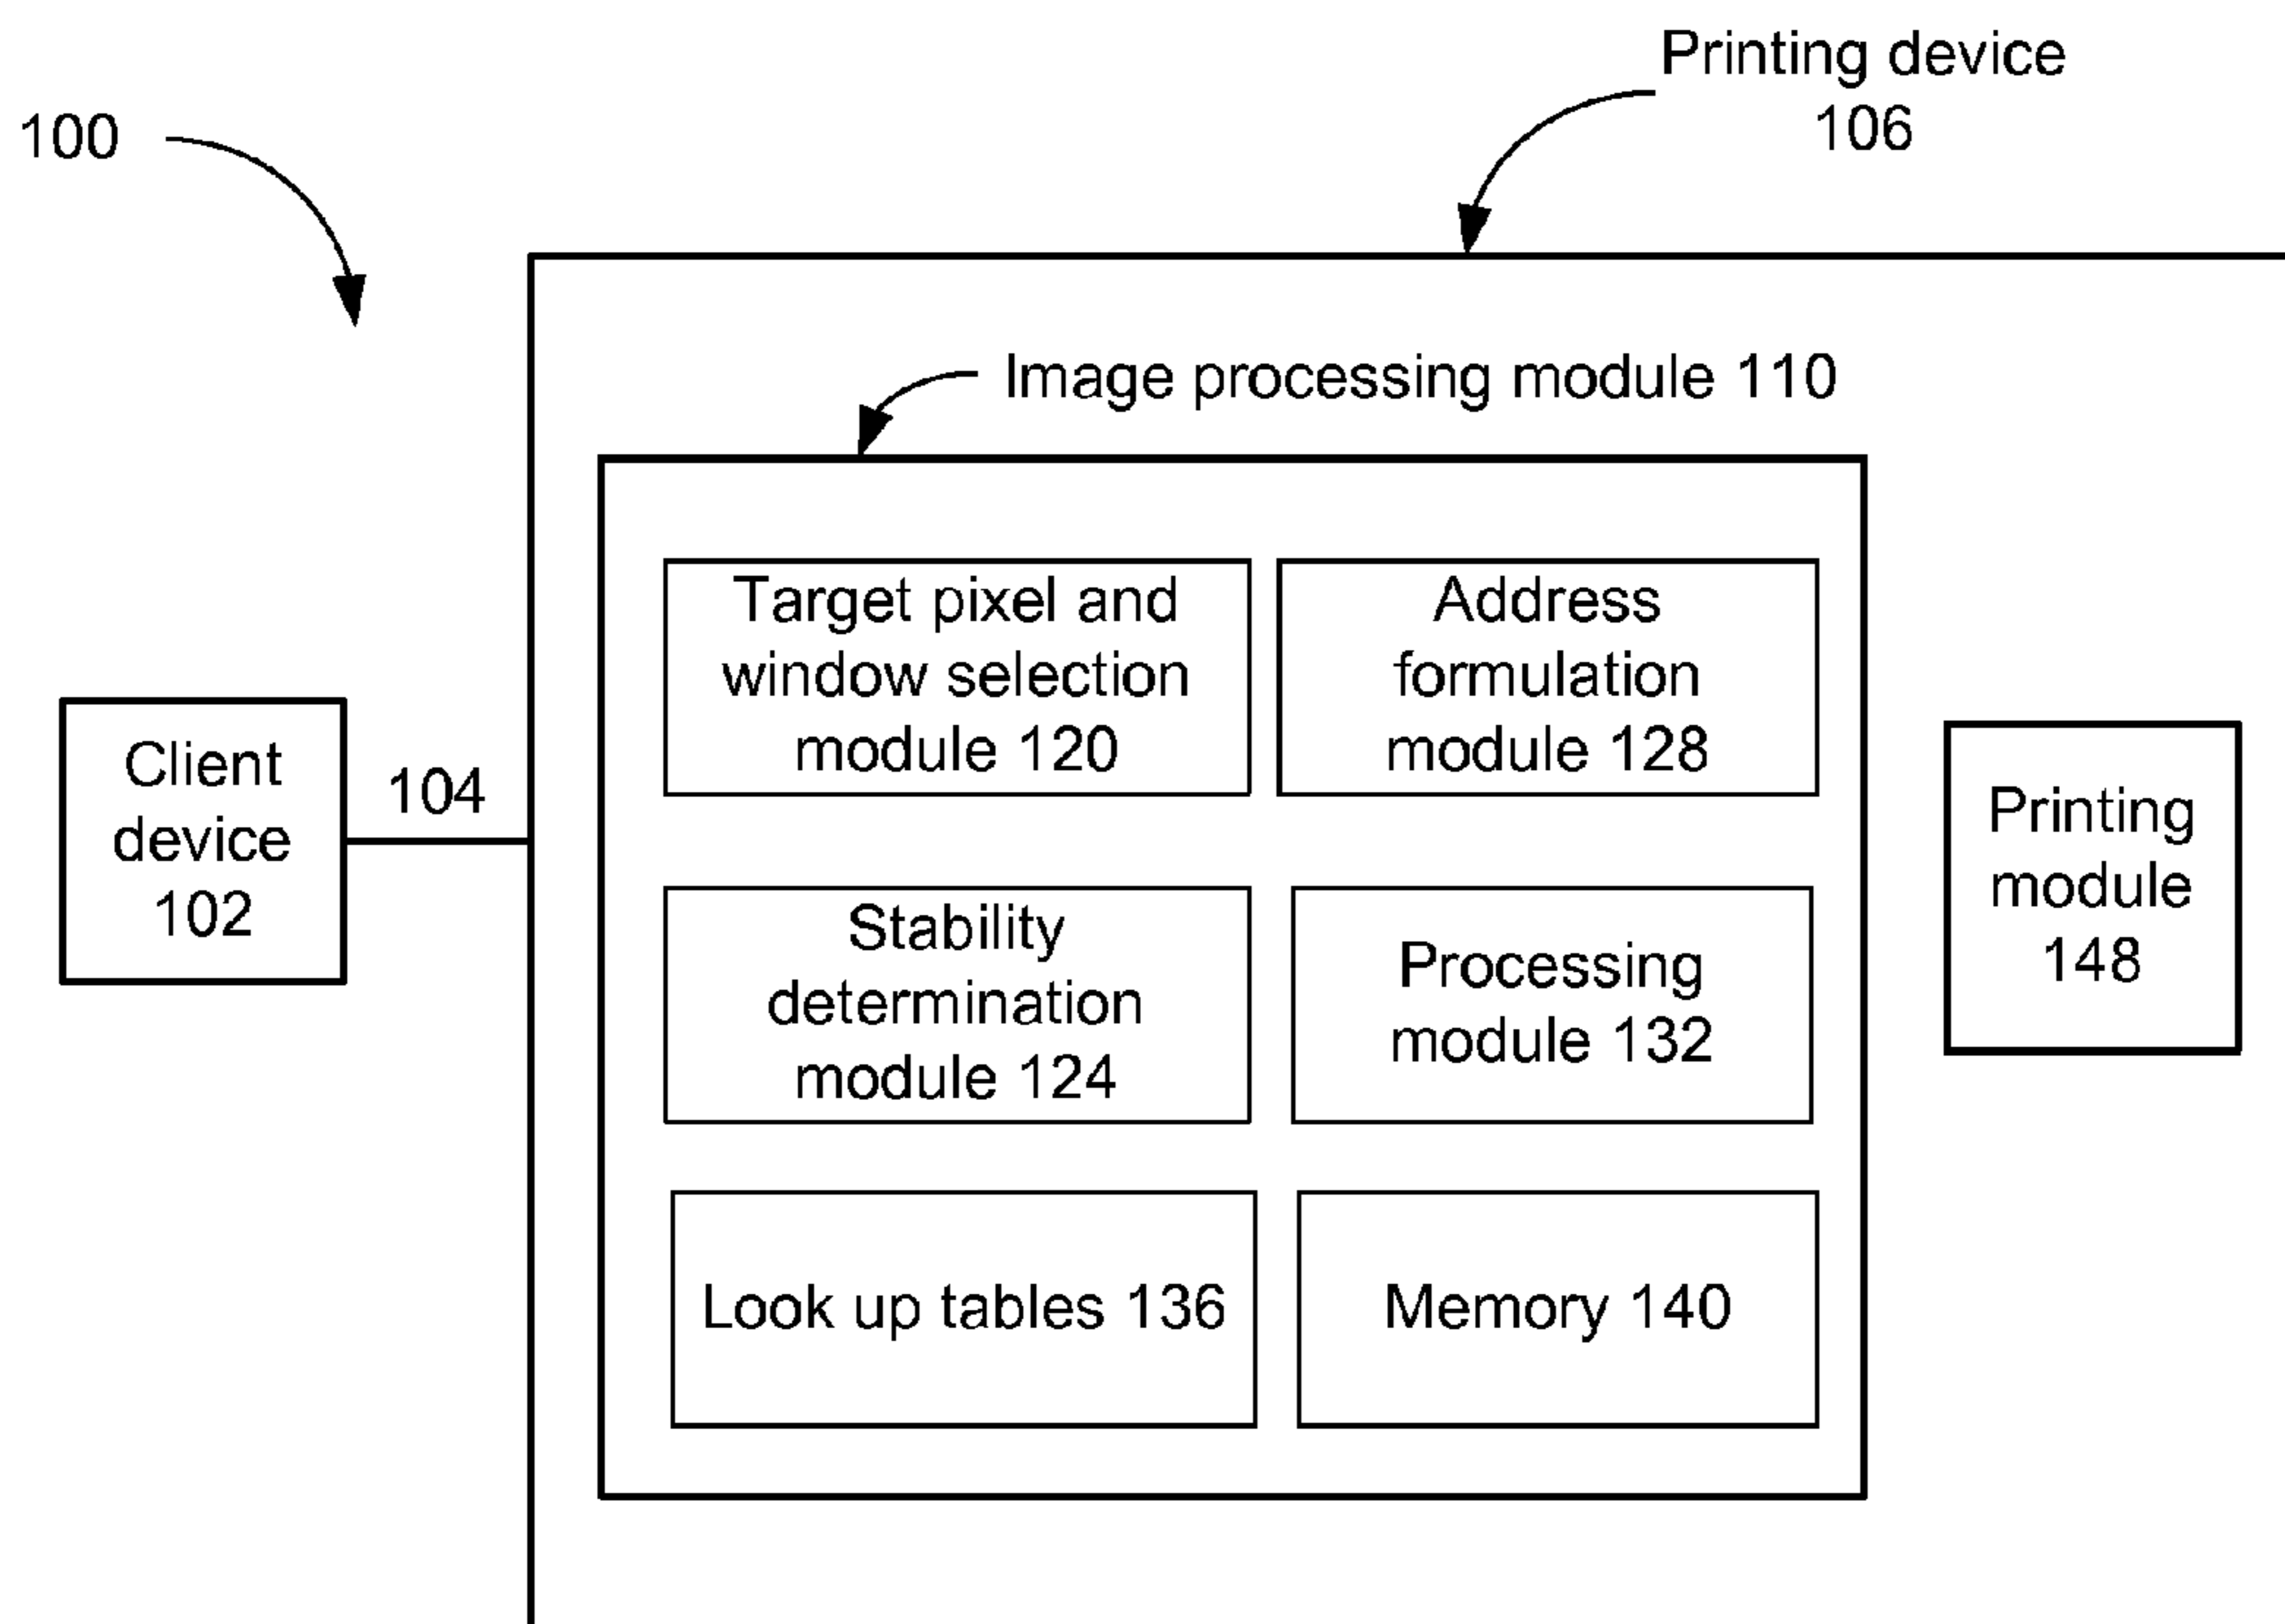 Printing device
106
100
Image processing module 110
Target pixel and
window selection
module 120
Address
formulation
module 128
Client
device
102
104
Printing
module
148
Stability
determination
module 124
Processing
module 132
Look up tables 136
Memory 140